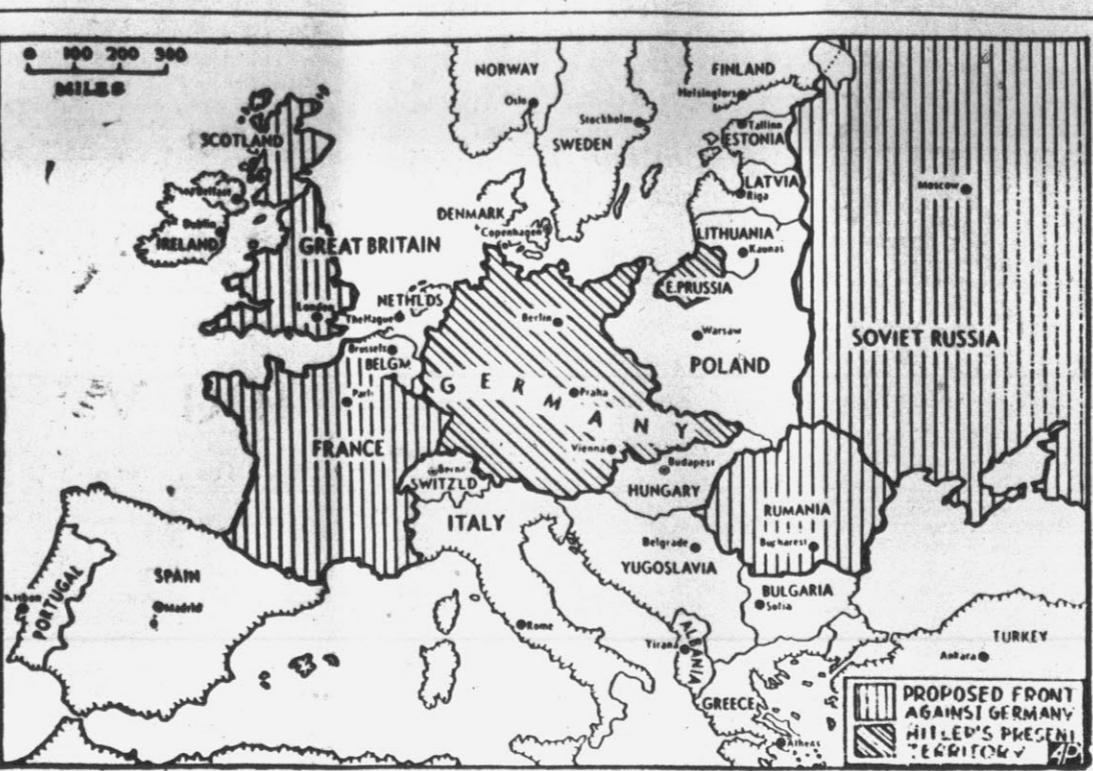 0 100 200 300
MILES
NORWAY
Oslo
Stockholm
SWEDEN
FINLAND
Helsingfors
Tallinn
ESTONIA
LATVIA
Riga
LITHUANIA
Kaunas
Moscow
SCOTLAND
Belfast
Dublin
IRELAND
GREAT BRITAIN
London
DENMARK
Copenhagen
NETHLDS
The Hague
Brussels
BELGM.
E.PRUSSIA
Berlin
Warsaw
POLAND
SOVIET RUSSIA
GERMANY
Praha
Vienna
FRANCE
Berne
SWITZLD
Budapest
HUNGARY
RUMANIA
Bucharest
ITALY
Belgrade
YUGOSLAVIA
BULGARIA
Sofia
SPAIN
Madrid
PORTUGAL
Rome
Tirana
ALBANIA
GREECE
Athens
TURKEY
Ankara
PROPOSED FRONT
AGAINST GERMANY
HITLER'S PRESENT
TERRITORY
AP